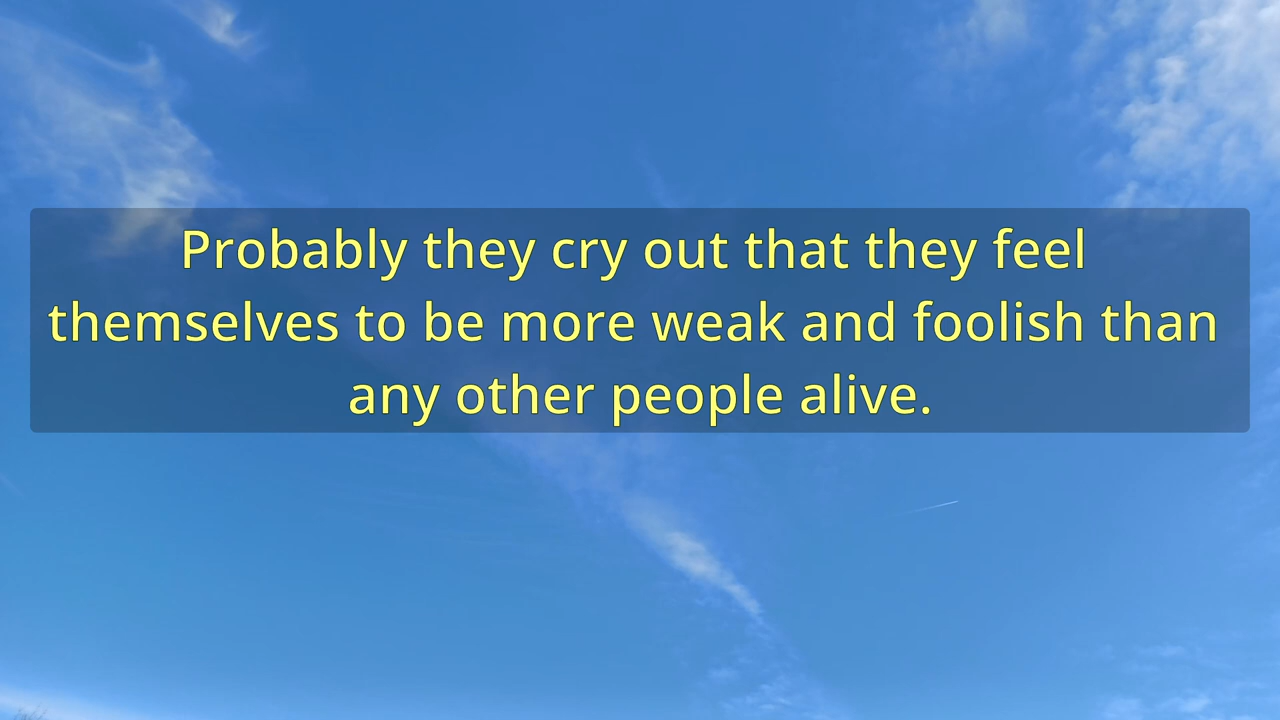 Probably they cry out that they feel
themselves to be more weak and foolish than
any other people alive.